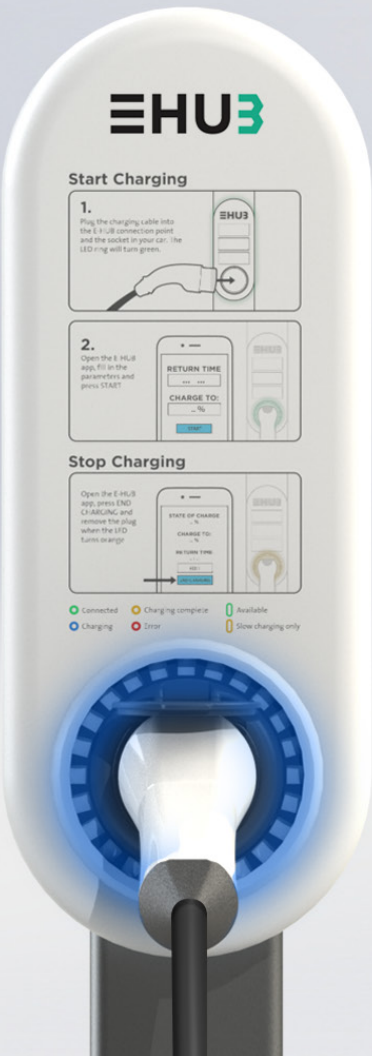 EHUB
Start Charging
1.
Plug the charging cable into
the E-HUB connection point
and the socket in your car. The
LED ring will turn green.
EHUB
2.
Open the E-HUB
app, fill in the
parameters and
press START
RETURN TIME
... ...
CHARGE TO:
_ %
START
EHUB
Stop Charging
Open the E-HUB
app, press END
CHARGING and
remove the plug
when the LED
turns orange
STATE OF CHARGE
_ %
CHARGE TO:
_ %
RETURN TIME:
END CHARGING
EHUB
Connected Charging complete Available
Charging Error Slow charging only